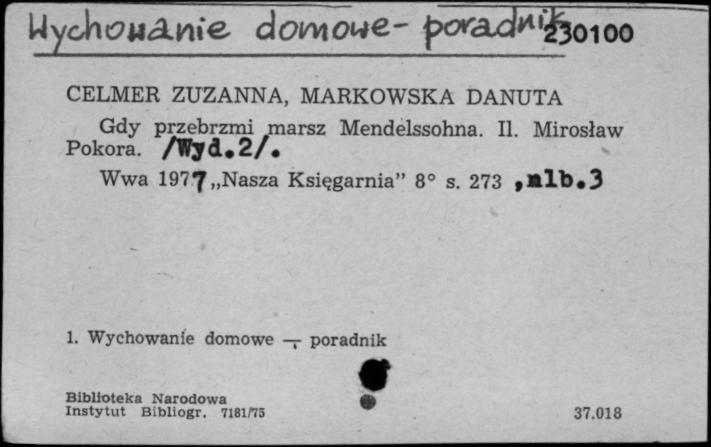 Wychowanie domowe - poradnik 230100
CELMER ZUZANNA, MARKOWSKA DANUTA
Gdy przebrzmi marsz Mendelssohna. Il. Mirosław
Pokora. /Wyd.2/.
Wwa 1977 „Nasza Księgarnia” 8° s. 273 ,nlb.3
1. Wychowanie domowe — poradnik
Biblioteka Narodowa
Instytut Bibliogr. 7181/75 37.018